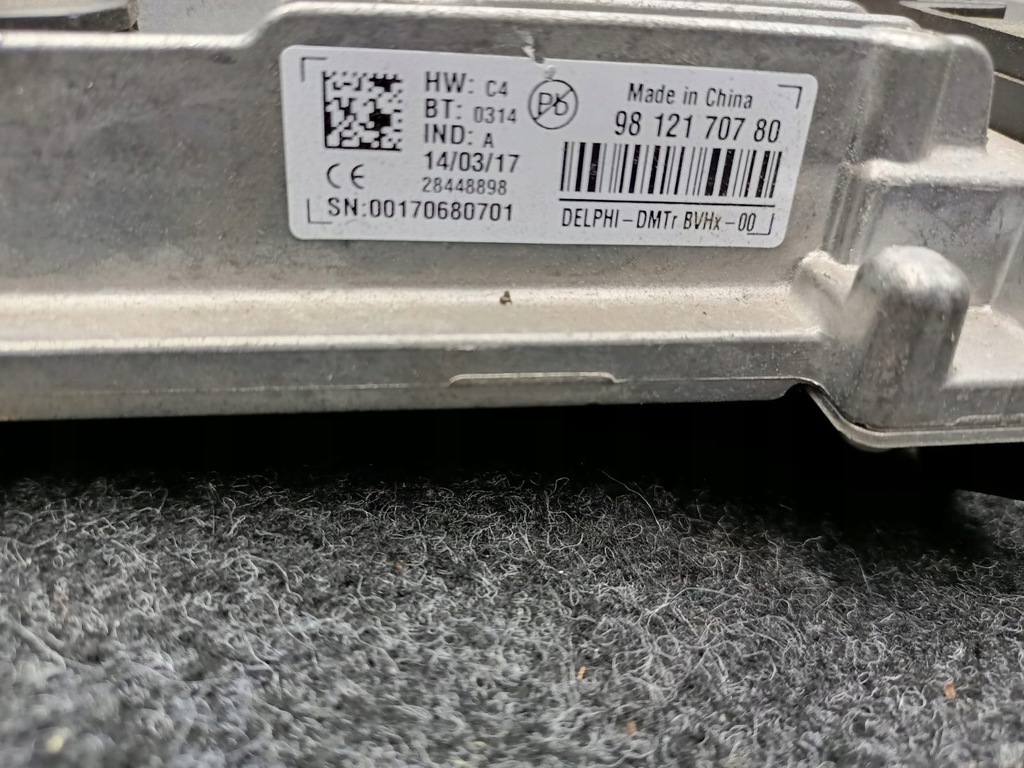 HW: C4
BT: 0314
IND: A
14/03/17
28448898
SN:00170680701
Pb
Made in China
98 121 707 80
DELPHI-DMTr BVHx-00
CE